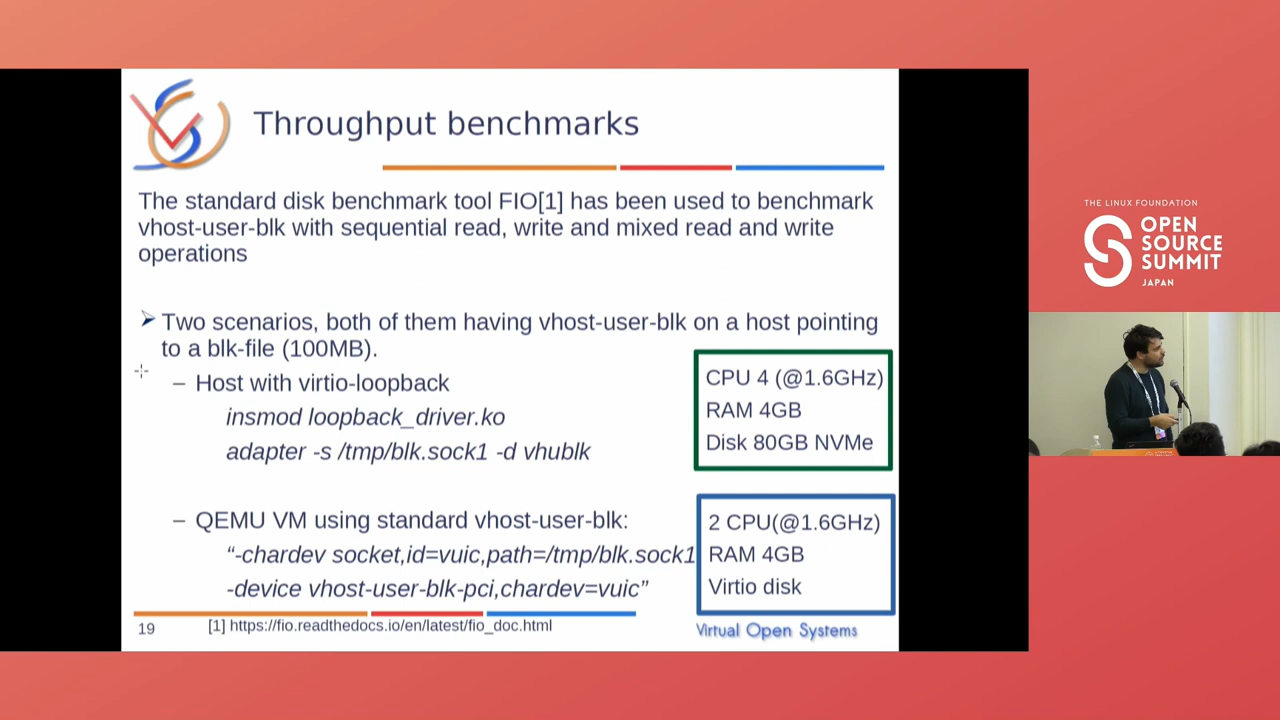 Throughput benchmarks
The standard disk benchmark tool FIO[1] has been used to benchmark
vhost-user-blk with sequential read, write and mixed read and write
operations
Two scenarios, both of them having vhost-user-blk on a host pointing
to a blk-file (100MB).
– Host with virtio-loopback
insmod loopback_driver.ko
adapter -s /tmp/blk.sock1 -d vhublk
CPU 4 (@1.6GHz)
RAM 4GB
Disk 80GB NVMe
– QEMU VM using standard vhost-user-blk:
“-chardev socket,id=vuic,path=/tmp/blk.sock1
-device vhost-user-blk-pci,chardev=vuic”
2 CPU(@1.6GHz)
RAM 4GB
Virtio disk
19
[1] https://fio.readthedocs.io/en/latest/fio_doc.html
Virtual Open Systems
THE LINUX FOUNDATION
OPEN
SOURCE
SUMMIT
JAPAN